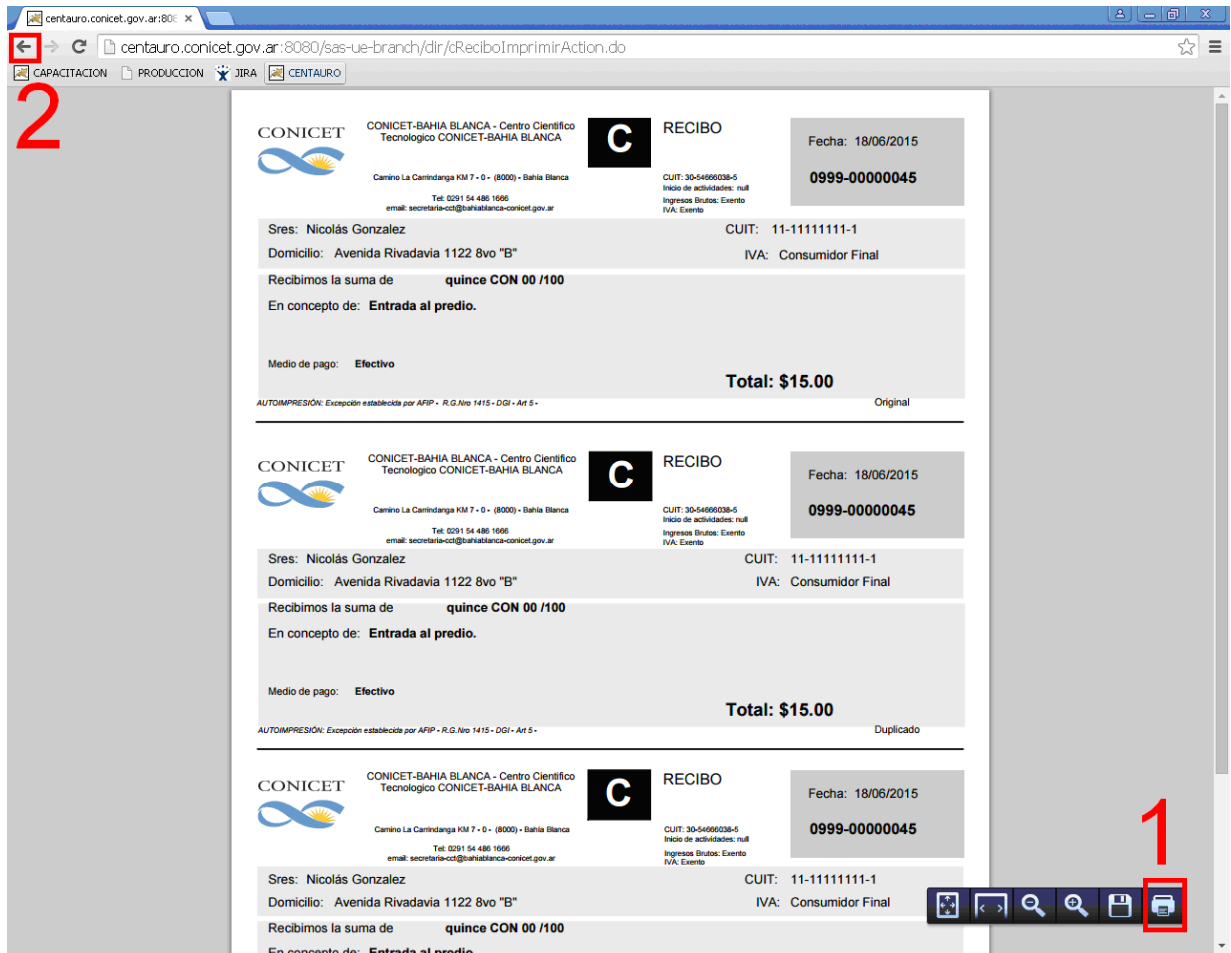 centauro.conicet.gov.ar:808
centauro.conicet.gov.ar:8080/sas-ue-branch/dir/cReciboImprimirAction.do
CAPACITACION PRODUCCION JIRA CENTAURO
2
CONICET
CONICET-BAHIA BLANCA - Centro Cientifico
Tecnologico CONICET-BAHIA BLANCA
Camino La Carrindanga KM 7 - 0 - (8000) - Bahía Blanca
Tel: 0291 54 486 1666
email: secretaria-cct@bahiablanca-conicet.gov.ar
C
RECIBO
CUIT: 30-54666038-5
Inicio de actividades: null
Ingresos Brutos: Exento
IVA: Exento
Fecha: 18/06/2015
0999-00000045
Sres: Nicolás Gonzalez CUIT: 11-11111111-1
Domicilio: Avenida Rivadavia 1122 8vo "B" IVA: Consumidor Final
Recibimos la suma de quince CON 00 /100
En concepto de: Entrada al predio.
Medio de pago: Efectivo
Total: $15.00
AUTOIMPRESIÓN: Excepción establecida por AFIP - R.G.Nro 1415 - DGI - Art 5 - Original
CONICET
CONICET-BAHIA BLANCA - Centro Cientifico
Tecnologico CONICET-BAHIA BLANCA
Camino La Carrindanga KM 7 - 0 - (8000) - Bahía Blanca
Tel: 0291 54 486 1666
email: secretaria-cct@bahiablanca-conicet.gov.ar
C
RECIBO
CUIT: 30-54666038-5
Inicio de actividades: null
Ingresos Brutos: Exento
IVA: Exento
Fecha: 18/06/2015
0999-00000045
Sres: Nicolás Gonzalez CUIT: 11-11111111-1
Domicilio: Avenida Rivadavia 1122 8vo "B" IVA: Consumidor Final
Recibimos la suma de quince CON 00 /100
En concepto de: Entrada al predio.
Medio de pago: Efectivo
Total: $15.00
AUTOIMPRESIÓN: Excepción establecida por AFIP - R.G.Nro 1415 - DGI - Art 5 - Duplicado
CONICET
CONICET-BAHIA BLANCA - Centro Cientifico
Tecnologico CONICET-BAHIA BLANCA
Camino La Carrindanga KM 7 - 0 - (8000) - Bahía Blanca
Tel: 0291 54 486 1666
email: secretaria-cct@bahiablanca-conicet.gov.ar
C
RECIBO
CUIT: 30-54666038-5
Inicio de actividades: null
Ingresos Brutos: Exento
IVA: Exento
Fecha: 18/06/2015
0999-00000045
1
Sres: Nicolás Gonzalez CUIT: 11-11111111-1
Domicilio: Avenida Rivadavia 1122 8vo "B" IVA: Consumidor Final
Recibimos la suma de quince CON 00 /100
En concepto de: Entrada al predio.